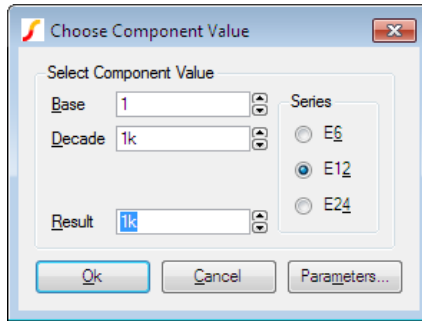 Choose Component Value
Select Component Value
Base 1
Decade 1k
Result 1k
Series
E6
E12
E24
Ok Cancel Parameters...